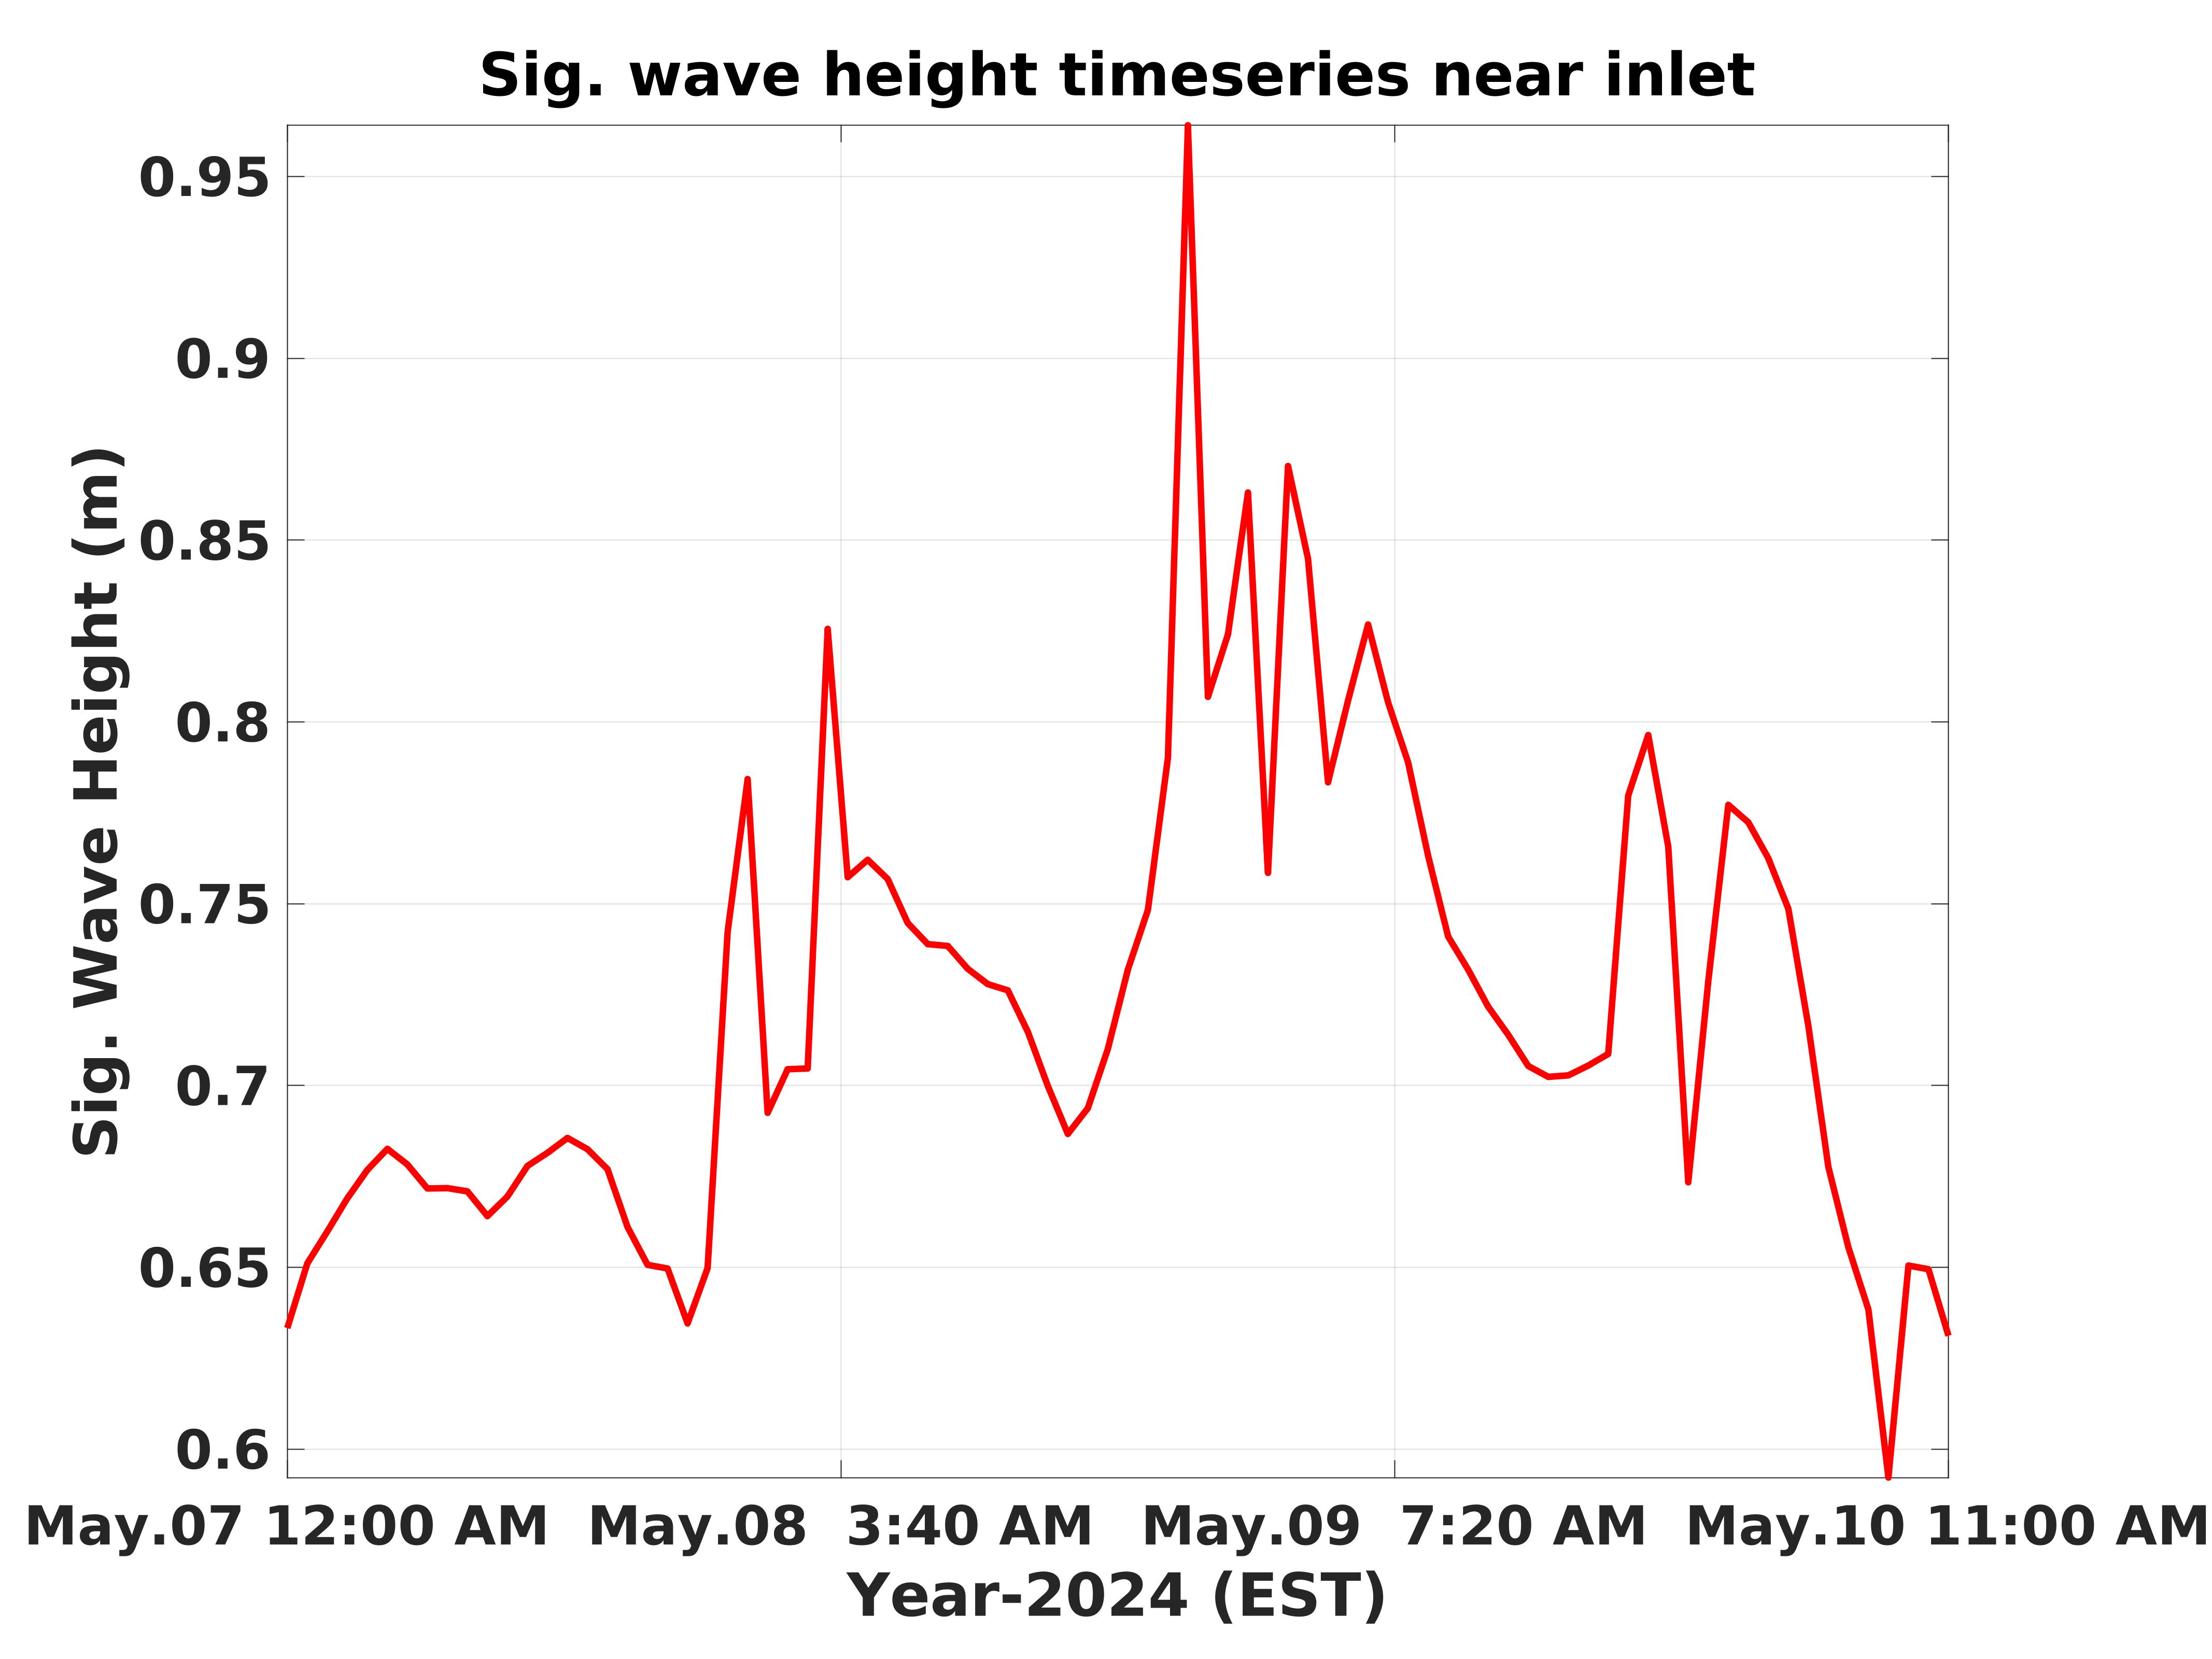 Sig. wave height timeseries near inlet
Sig. Wave Height (m)
0.95
0.9
0.85
0.8
0.75
0.7
0.65
0.6
May.07 12:00 AM May.08 3:40 AM May.09 7:20 AM May.10 11:00 AM
Year-2024 (EST)